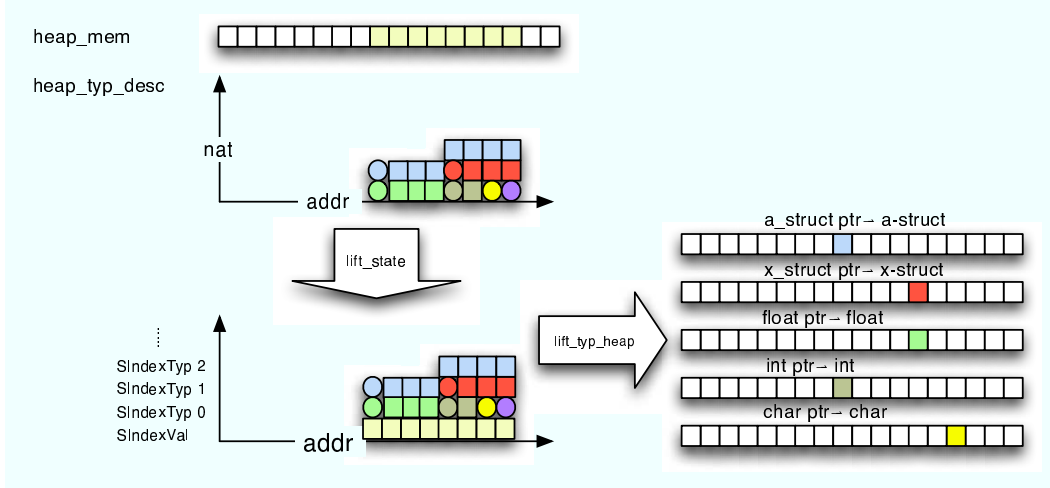 heap_mem
heap_typ_desc
nat
addr
lift_state
SIndexTyp 2
SIndexTyp 1
SIndexTyp 0
SIndexVal
addr
lift_typ_heap
a_struct ptr⇀ a-struct
x_struct ptr⇀ x-struct
float ptr⇀ float
int ptr⇀ int
char ptr⇀ char